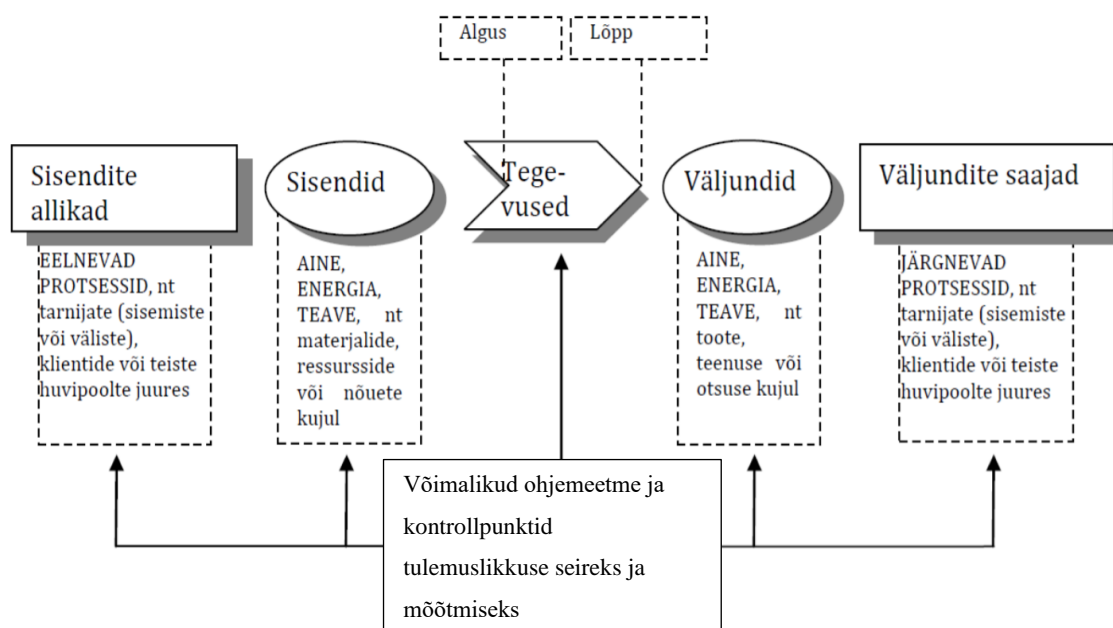 Algus
Lõpp
Sisendite
allikad
Sisendid
Tege-
vused
Väljundid
Väljundite saajad
EELNEVAD
PROTSESSID, nt
tarnijate (sisemiste
või väliste),
klientide või teiste
huvipoolte juures
AINE,
ENERGIA,
TEAVE, nt
materjalide,
ressursside
või nõuete
kujul
AINE,
ENERGIA,
TEAVE, nt
toote,
teenuse või
otsuse kujul
JÄRGNEVAD
PROTSESSID, nt
tarnijate (sisemiste
või väliste),
klientide või teiste
huvipoolte juures
Võimalikud ohjemeetme ja
kontrollpunktid
tulemuslikkuse seireks ja
mõõtmiseks